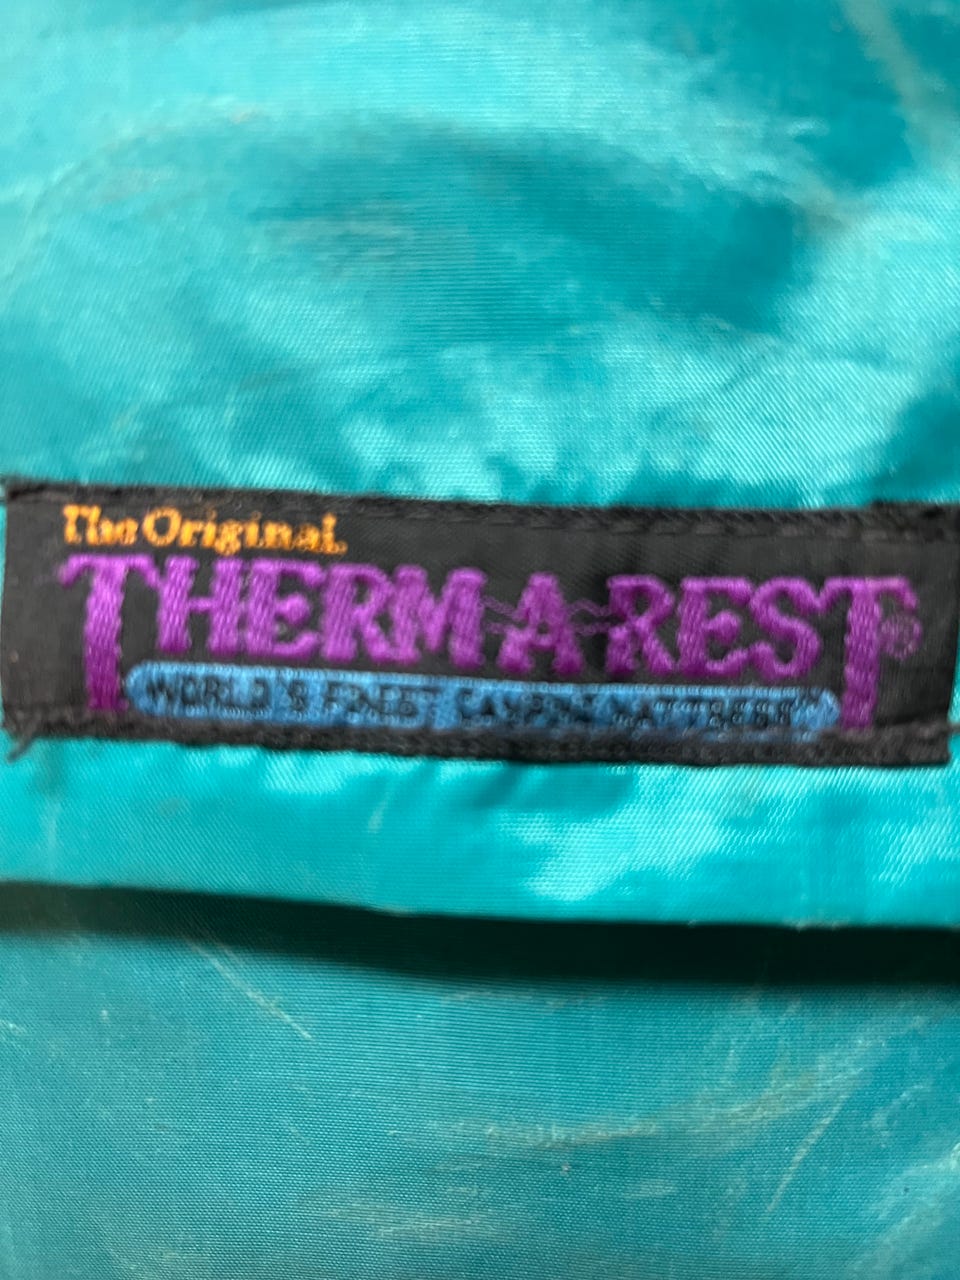 The Original
THERM-A-REST®
WORLD'S FINEST CAMPING MATTRESS